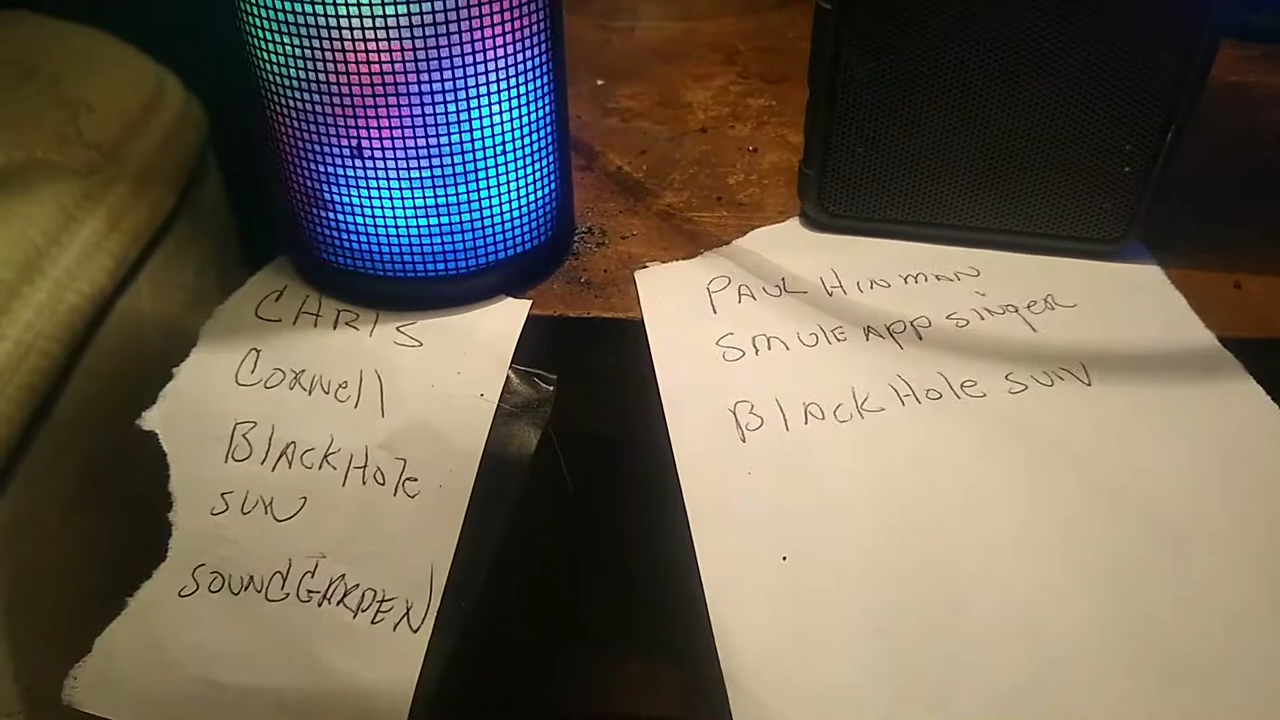 CHRIS
Cornell
Black Hole
SUN
SOUNDGARDEN
PAUL HINMAN
SMULE APP SINGER
Black Hole SUN